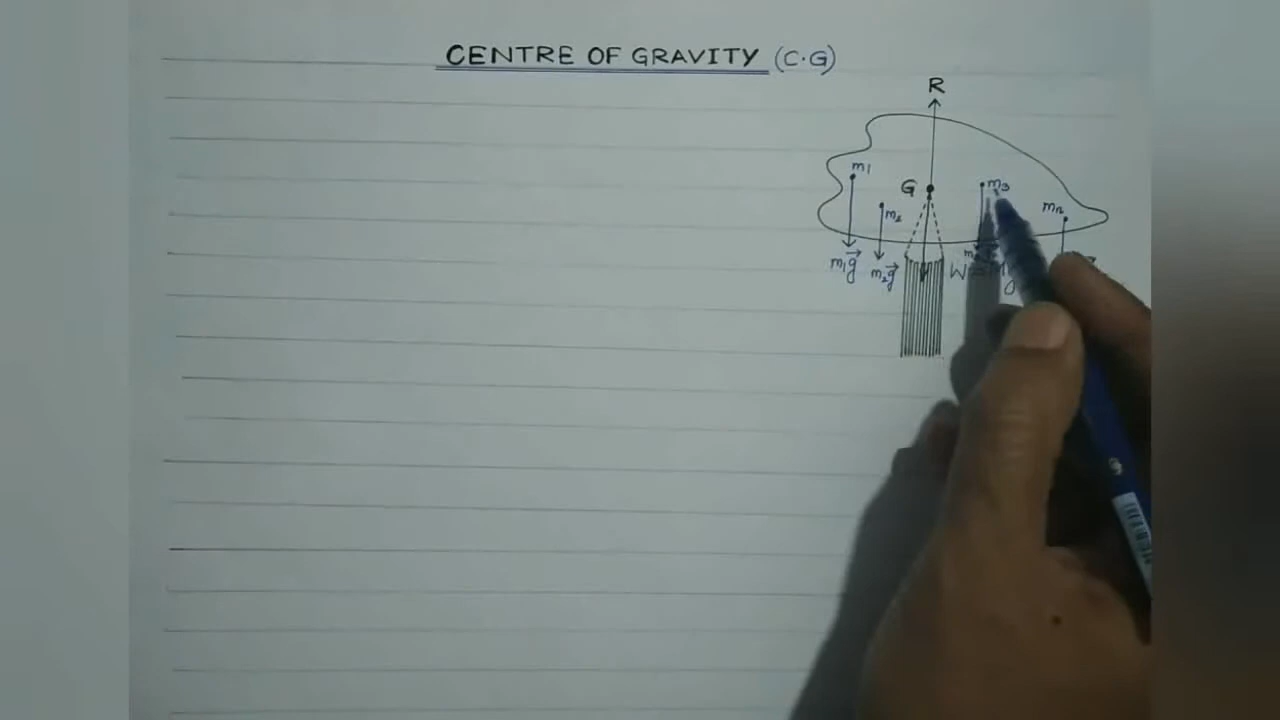 CENTRE OF GRAVITY (C.G)
R
m1
G
m3
m2
mn
m1g⃗
m2g⃗